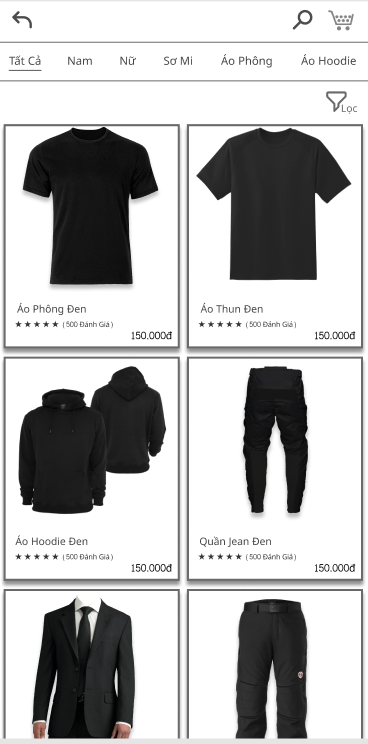 Tất Cả Nam Nữ Sơ Mi Áo Phông Áo Hoodie
Lọc
Áo Phông Đen
★★★★★ (500 Đánh Giá)
150.000đ
Áo Thun Đen
★★★★★ (500 Đánh Giá)
150.000đ
Áo Hoodie Đen
★★★★★ (500 Đánh Giá)
150.000đ
Quần Jean Đen
★★★★★ (500 Đánh Giá)
150.000đ